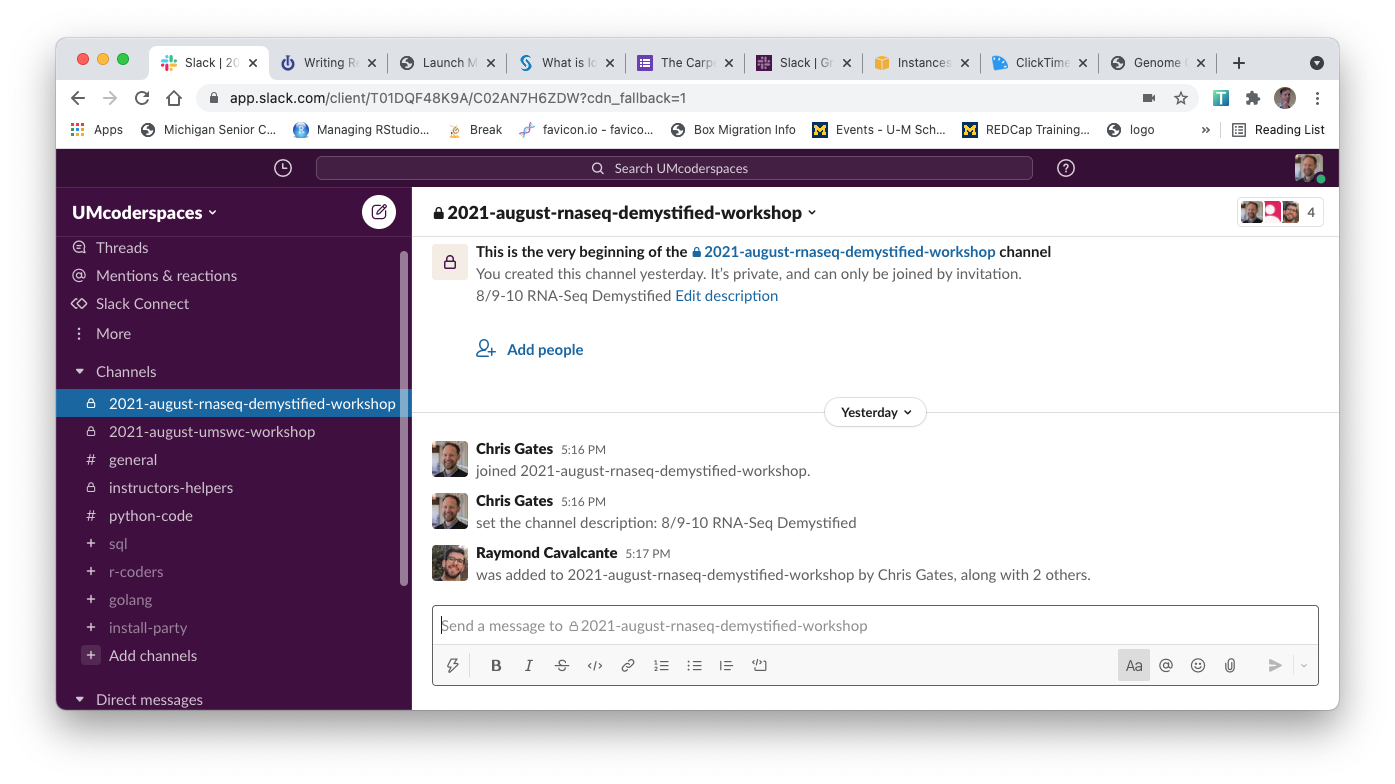 Slack | 20
Writing R
Launch M
What is Io
The Carpe
Slack | Gr
Instances
ClickTime
Genome
app.slack.com/client/T01DQF48K9A/C02AN7H6ZDW?cdn_fallback=1
Apps
Michigan Senior C...
Managing RStudio...
Break
favicon.io - favico...
Box Migration Info
Events - U-M Sch...
REDCap Training...
logo
»
Reading List
Search UMcoderspaces
UMcoderspaces
2021-august-rnaseq-demystified-workshop
4
Threads
Mentions & reactions
Slack Connect
More
Channels
2021-august-rnaseq-demystified-workshop
2021-august-umswc-workshop
# general
instructors-helpers
# python-code
+ sql
+ r-coders
+ golang
+ install-party
+ Add channels
Direct messages
This is the very beginning of the 2021-august-rnaseq-demystified-workshop channel
You created this channel yesterday. It’s private, and can only be joined by invitation.
8/9-10 RNA-Seq Demystified Edit description
Add people
Yesterday
Chris Gates 5:16 PM
joined 2021-august-rnaseq-demystified-workshop.
Chris Gates 5:16 PM
set the channel description: 8/9-10 RNA-Seq Demystified
Raymond Cavalcante 5:17 PM
was added to 2021-august-rnaseq-demystified-workshop by Chris Gates, along with 2 others.
Send a message to 2021-august-rnaseq-demystified-workshop
B I S </> Aa @